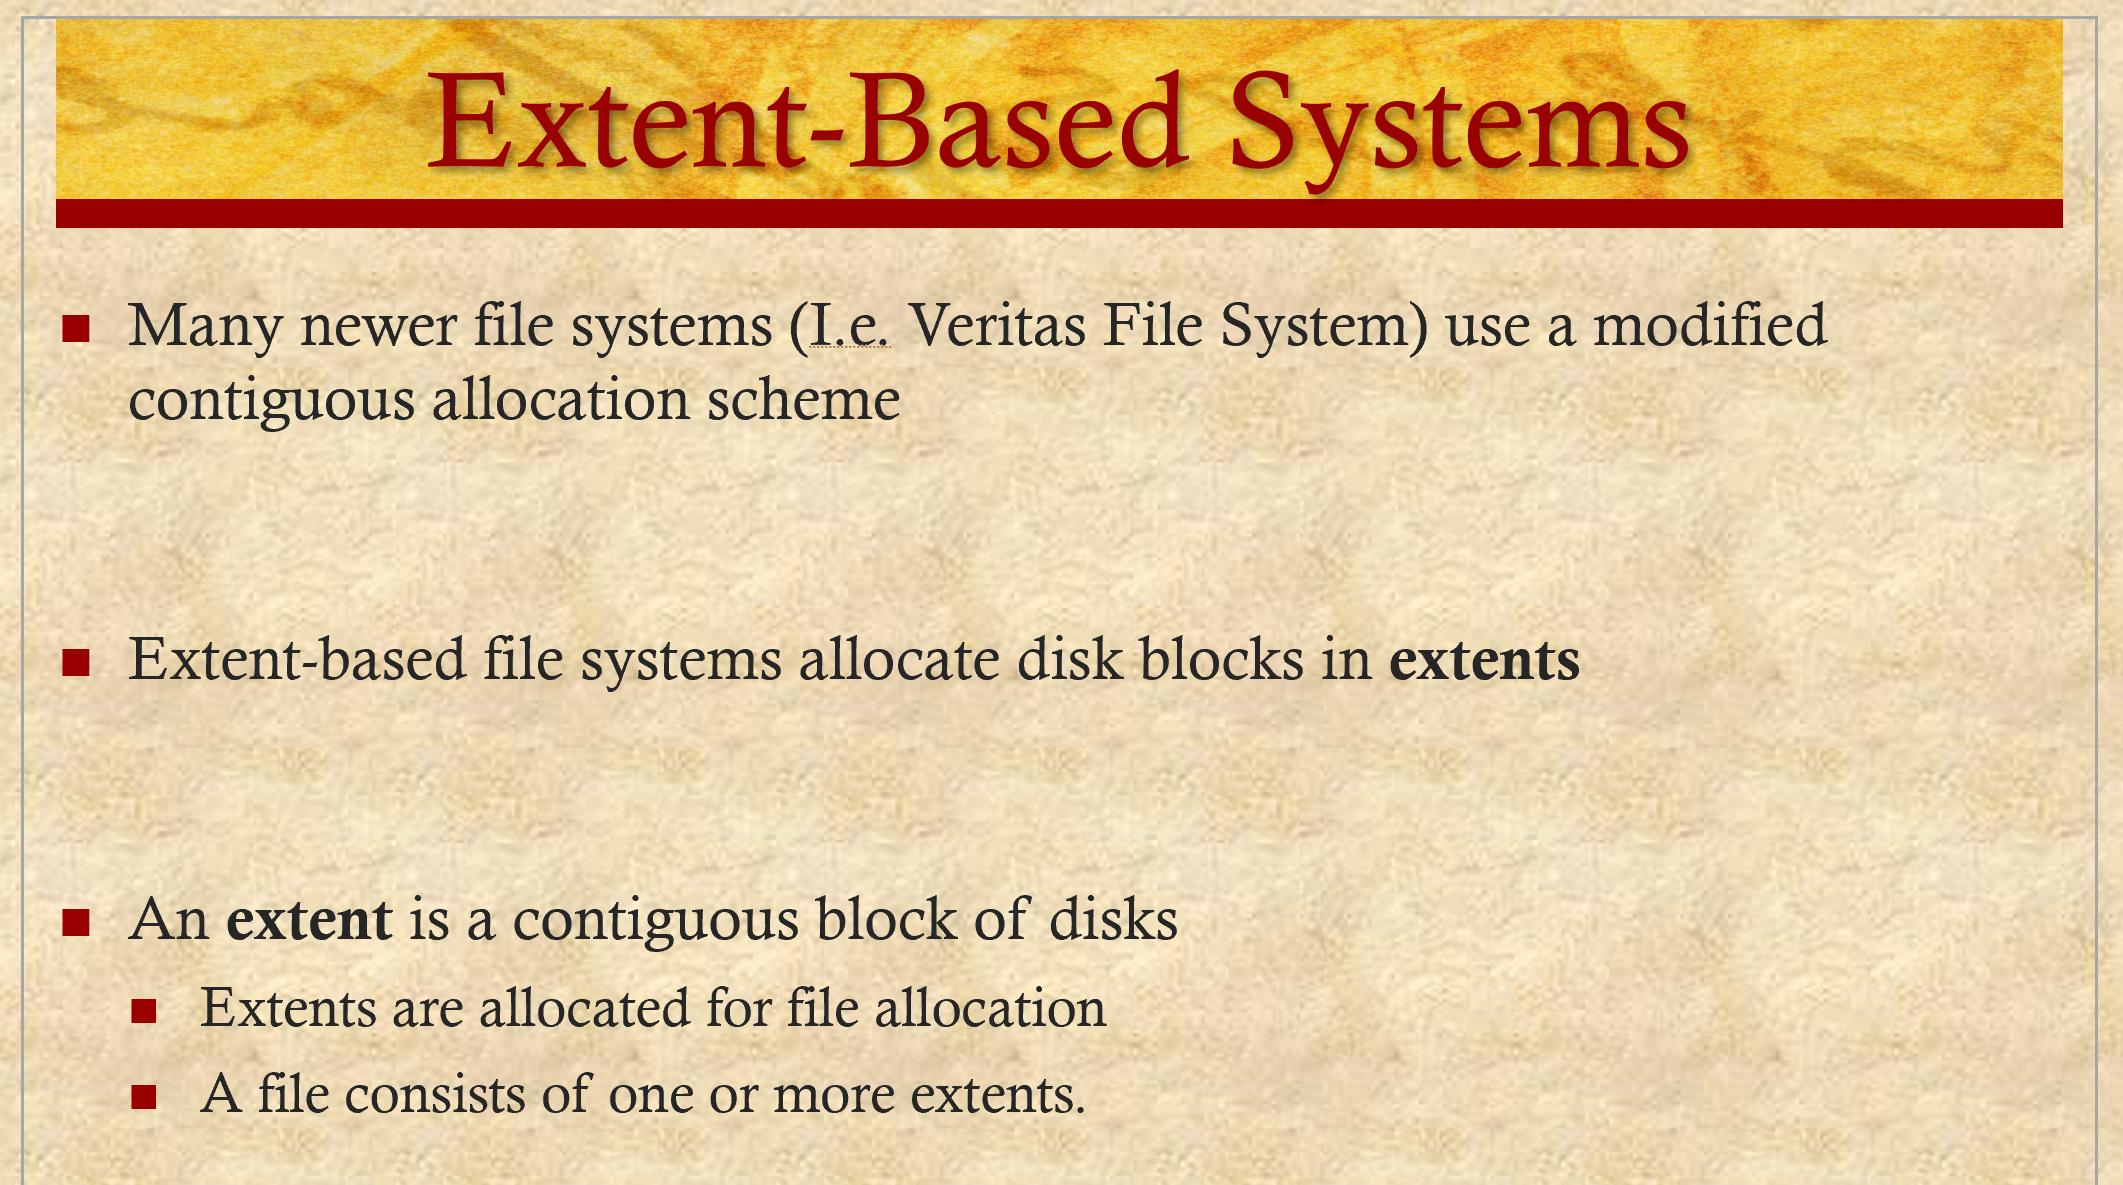 Extent-Based Systems
Many newer file systems (I.e. Veritas File System) use a modified
contiguous allocation scheme
Extent-based file systems allocate disk blocks in extents
An extent is a contiguous block of disks
Extents are allocated for file allocation
A file consists of one or more extents.